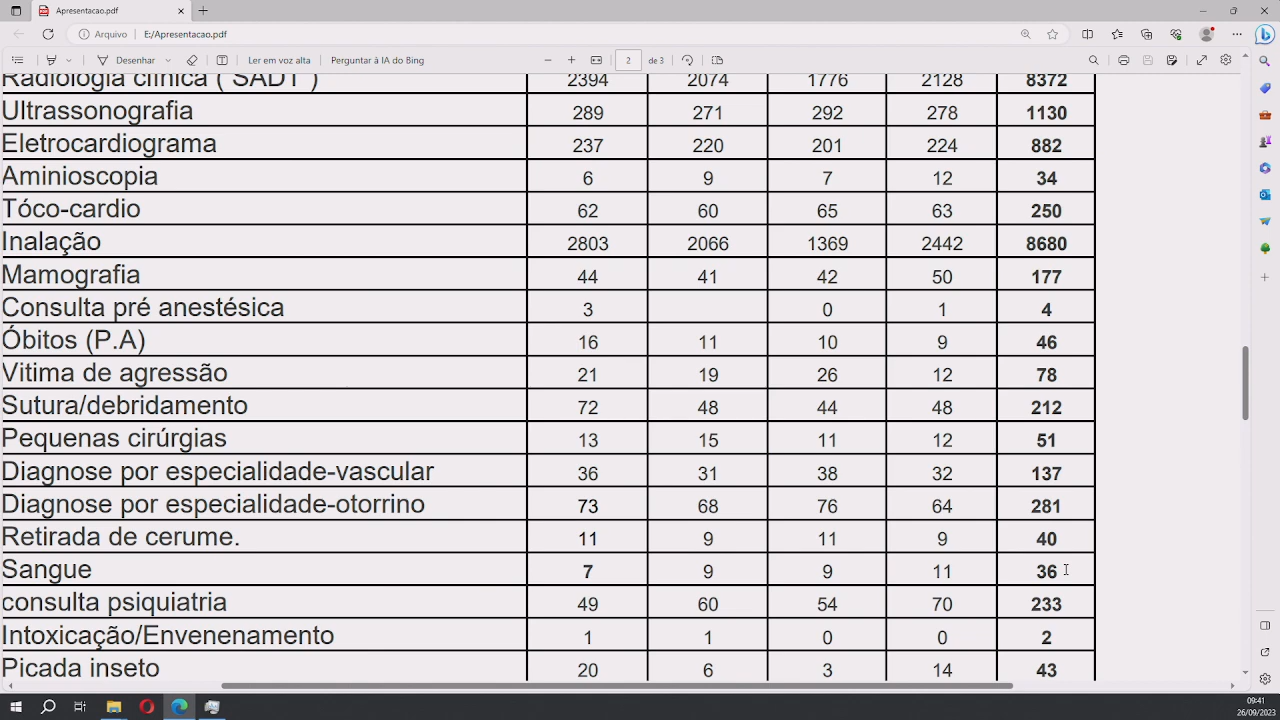 Apresentacao.pdf
Arquivo E:/Apresentacao.pdf
Desenhar Ler em voz alta Perguntar à IA do Bing 2 de 3
Radiologia clínica ( SADT ) 2394 2074 1776 2128 8372
Ultrassonografia 289 271 292 278 1130
Eletrocardiograma 237 220 201 224 882
Aminioscopia 6 9 7 12 34
Tóco-cardio 62 60 65 63 250
Inalação 2803 2066 1369 2442 8680
Mamografia 44 41 42 50 177
Consulta pré anestésica 3 0 1 4
Óbitos (P.A) 16 11 10 9 46
Vitima de agressão 21 19 26 12 78
Sutura/debridamento 72 48 44 48 212
Pequenas cirúrgias 13 15 11 12 51
Diagnose por especialidade-vascular 36 31 38 32 137
Diagnose por especialidade-otorrino 73 68 76 64 281
Retirada de cerume. 11 9 11 9 40
Sangue 7 9 9 11 36
consulta psiquiatria 49 60 54 70 233
Intoxicação/Envenenamento 1 1 0 0 2
Picada inseto 20 6 3 14 43
09:41
26/09/2023